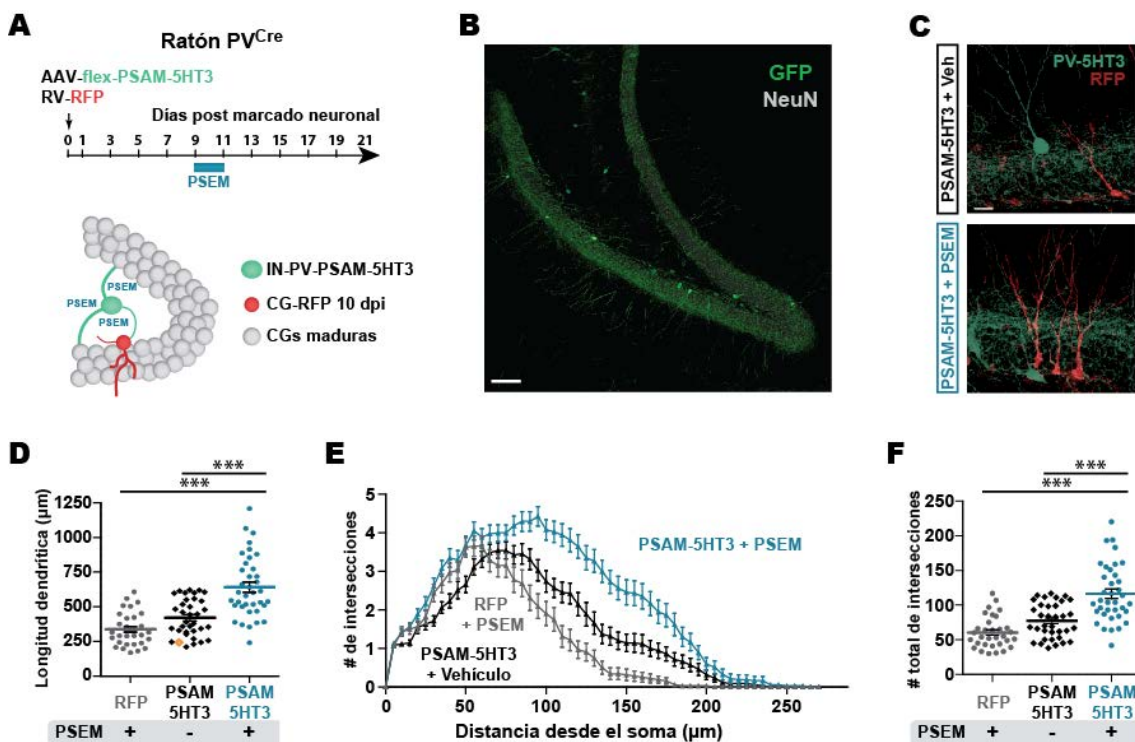 A
Ratón PVCre
AAV-flex-PSAM-5HT3
RV-RFP
Días post marcado neuronal
0 1 3 5 7 9 11 13 15 17 19 21
PSEM
PSEM
PSEM
PSEM
IN-PV-PSAM-5HT3
CG-RFP 10 dpi
CGs maduras
B
GFP
NeuN
C
PSAM-5HT3 + Veh
PV-5HT3
RFP
PSAM-5HT3 + PSEM
D
***
***
Longitud dendrítica (µm)
1250
1000
750
500
250
0
RFP
PSAM
5HT3
PSAM
5HT3
PSEM + - +
E
# de intersecciones
5
4
3
2
1
0
PSAM-5HT3 + PSEM
RFP
+ PSEM
PSAM-5HT3
+ Vehículo
0 50 100 150 200 250
Distancia desde el soma (µm)
F
***
***
# total de intersecciones
250
200
150
100
50
0
RFP
PSAM
5HT3
PSAM
5HT3
PSEM + - +